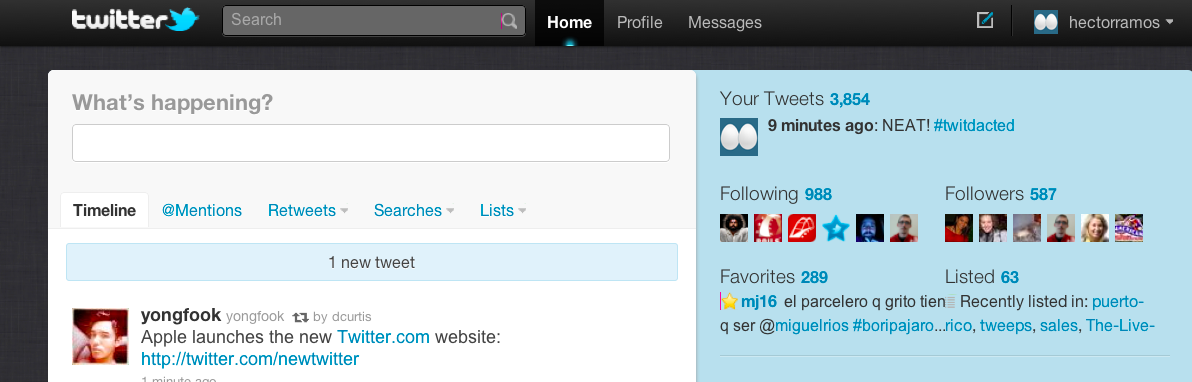 twitter
Search
Home
Profile
Messages
hectorramos
What's happening?
Timeline
@Mentions
Retweets
Searches
Lists
1 new tweet
yongfook yongfook by dcurtis
Apple launches the new Twitter.com website:
http://twitter.com/newtwitter
1 minute ago
Your Tweets 3,854
9 minutes ago: NEAT! #twitdacted
Following 988
Followers 587
Favorites 289
mj16 el parcelero q grito tien
q ser @miguelrios #boripajaro...
Listed 63
Recently listed in: puerto-
rico, tweeps, sales, The-Live-